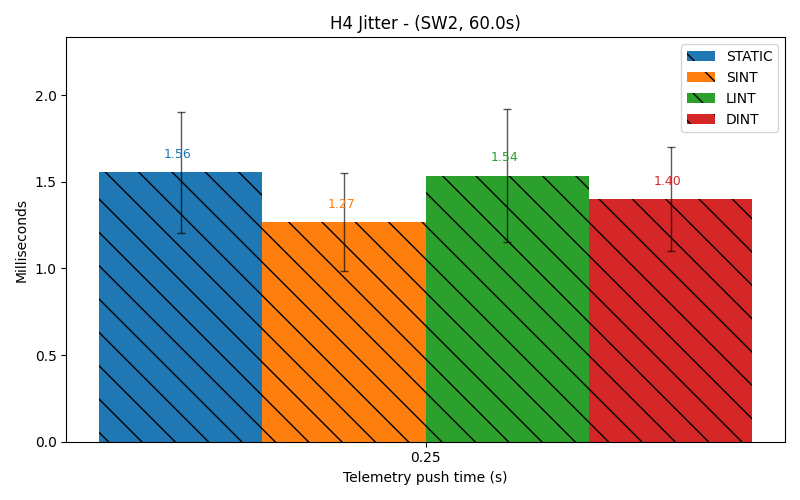 H4 Jitter - (SW2, 60.0s)
STATIC
SINT
LINT
DINT
2.0
1.5
1.0
0.5
0.0
Milliseconds
1.56
1.27
1.54
1.40
0.25
Telemetry push time (s)